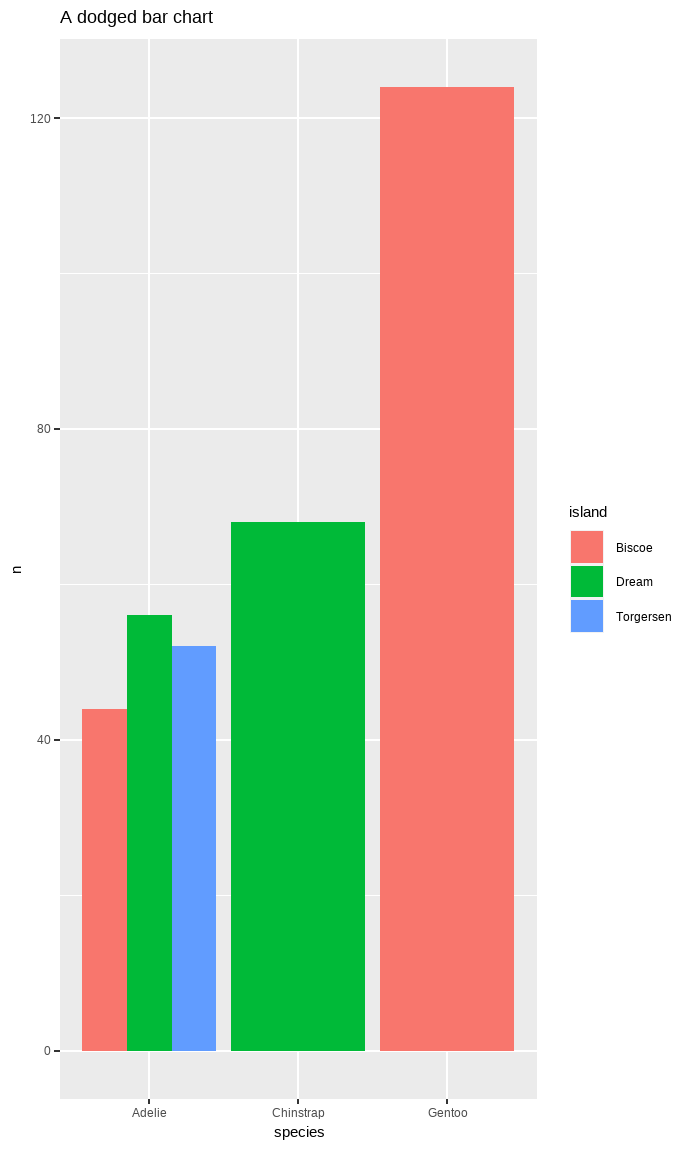 A dodged bar chart
120
80
40
0
n
Adelie
Chinstrap
Gentoo
species
island
Biscoe
Dream
Torgersen